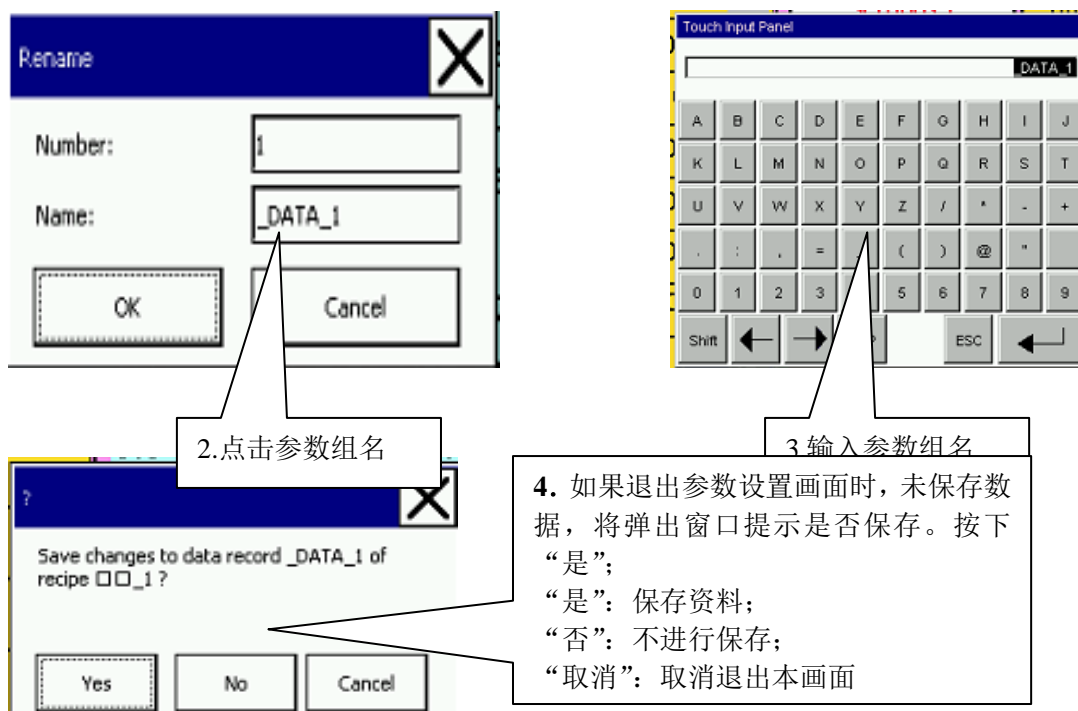 Rename
Number:
1
Name:
_DATA_1
OK
Cancel
2.点击参数组名
Touch Input Panel
_DATA_1
A B C D E F G H I J
K L M N O P Q R S T
U V W X Y Z / * - +
. : , = ( ) @ "
0 1 2 3 5 6 7 8 9
Shift ESC
3.输入参数组名
?
Save changes to data record _DATA_1 of
recipe □□_1 ?
Yes
No
Cancel
4. 如果退出参数设置画面时，未保存数
据，将弹出窗口提示是否保存。按下
“是”；
“是”：保存资料；
“否”：不进行保存；
“取消”：取消退出本画面